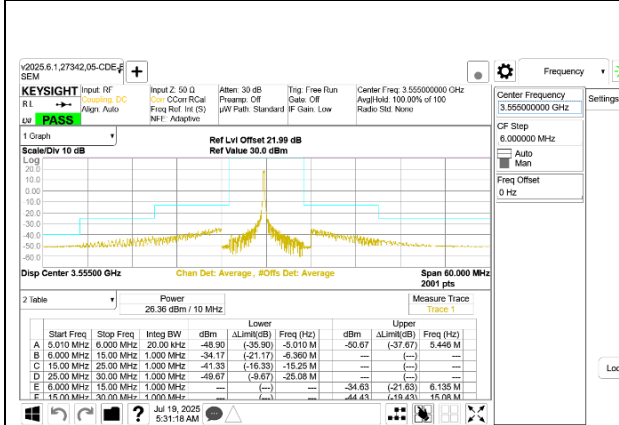 v2025.6.1,27342,05-CDE-F
SEM
Frequency
KEYSIGHT
R L
PASS
Input: RF
Coupling: DC
Align: Auto
Input Z: 50 Ω
Corr CCorr RCal
Freq Ref: Int (S)
NFE: Adaptive
Atten: 30 dB
Preamp: Off
µW Path: Standard
Trig: Free Run
Gate: Off
IF Gain: Low
Center Freq: 3.555000000 GHz
Avg|Hold: 100.00% of 100
Radio Std: None
Center Frequency
3.555000000 GHz
Settings
CF Step
6.000000 MHz
Auto
Man
Freq Offset
0 Hz
1 Graph
Scale/Div 10 dB
Ref Lvl Offset 21.99 dB
Ref Value 30.0 dBm
Log
20.0
10.0
0.00
-10.0
-20.0
-30.0
-40.0
-50.0
-60.0
Disp Center 3.55500 GHz
Chan Det: Average, #Offs Det: Average
Span 60.000 MHz
2001 pts
2 Table
Power
26.36 dBm / 10 MHz
Measure Trace
Trace 1
Lower Upper
Start Freq Stop Freq Integ BW dBm ΔLimit(dB) Freq (Hz) dBm ΔLimit(dB) Freq (Hz)
A 5.010 MHz 6.000 MHz 20.00 kHz -48.90 (-35.90) -5.010 M -50.67 (-37.67) 5.446 M
B 6.000 MHz 15.00 MHz 1.000 MHz -34.17 (-21.17) -6.360 M --- (---) ---
C 15.00 MHz 25.00 MHz 1.000 MHz -41.33 (-16.33) -15.25 M --- (---) ---
D 25.00 MHz 30.00 MHz 1.000 MHz -49.67 (-9.67) -25.08 M --- (---) ---
E 6.000 MHz 15.00 MHz 1.000 MHz --- (---) --- -34.63 (-21.63) 6.135 M
F 15.00 MHz 30.00 MHz 1.000 MHz --- (---) --- -44.43 (-19.43) 15.08 M
Jul 19, 2025
5:31:18 AM
Loc